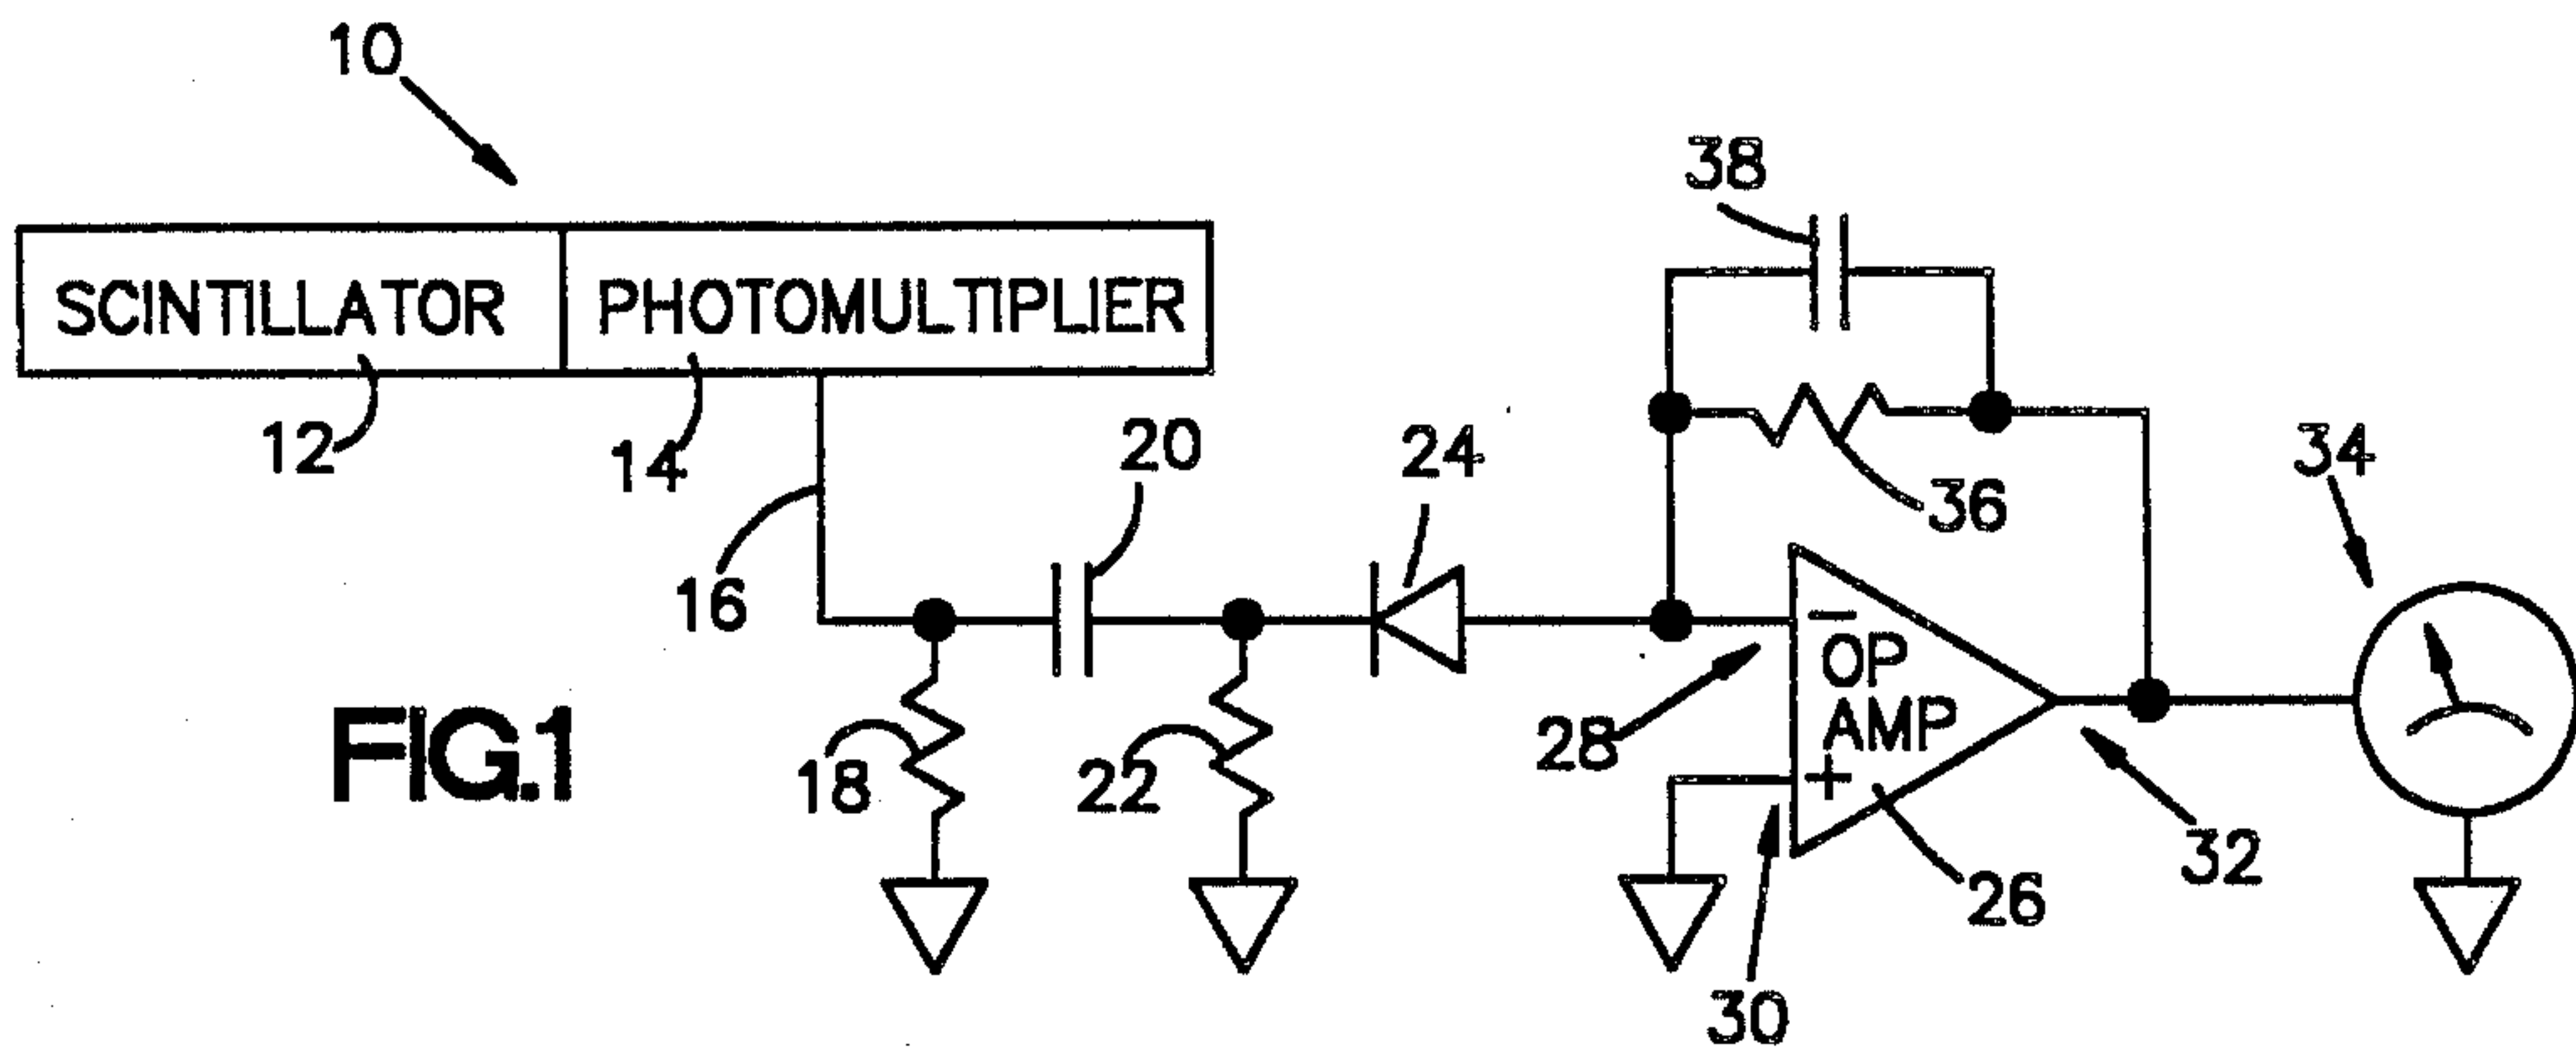 10
38
SCINTILLATOR PHOTOMULTIPLIER
12 14 20 24 34
36
16
− OP AMP +
28
FIG.1
18 22
32
26
30